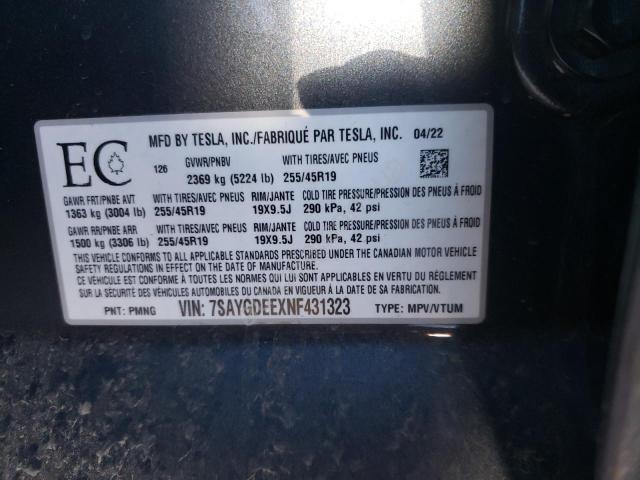 EC
MFD BY TESLA, INC./FABRIQUÉ PAR TESLA, INC. 04/22
126 GVWR/PNBV WITH TIRES/AVEC PNEUS
2369 kg (5224 lb) 255/45R19
GAWR FRT/PNBE AVT WITH TIRES/AVEC PNEUS RIM/JANTE COLD TIRE PRESSURE/PRESSION DES PNEUS À FROID
1363 kg (3004 lb) 255/45R19 19X9.5J 290 kPa, 42 psi
GAWR RR/PNBE ARR WITH TIRES/AVEC PNEUS RIM/JANTE COLD TIRE PRESSURE/PRESSION DES PNEUS À FROID
1500 kg (3306 lb) 255/45R19 19X9.5J 290 kPa, 42 psi
THIS VEHICLE CONFORMS TO ALL APPLICABLE STANDARDS PRESCRIBED UNDER THE CANADIAN MOTOR VEHICLE
SAFETY REGULATIONS IN EFFECT ON THE DATE OF MANUFACTURE
CE VÉHICULE EST CONFORME À TOUTES LES NORMES QUI LUI SONT APPLICABLES EN VERTU DU RÉGLEMENT
SUR LA SÉCURITÉ DES VÉHICULES AUTOMOBILES DU CANADA EN VIGUEUR À LA DATE DE SA FABRICATION.
PNT: PMNG VIN: 7SAYGDEEXNF431323 TYPE: MPV/VTUM